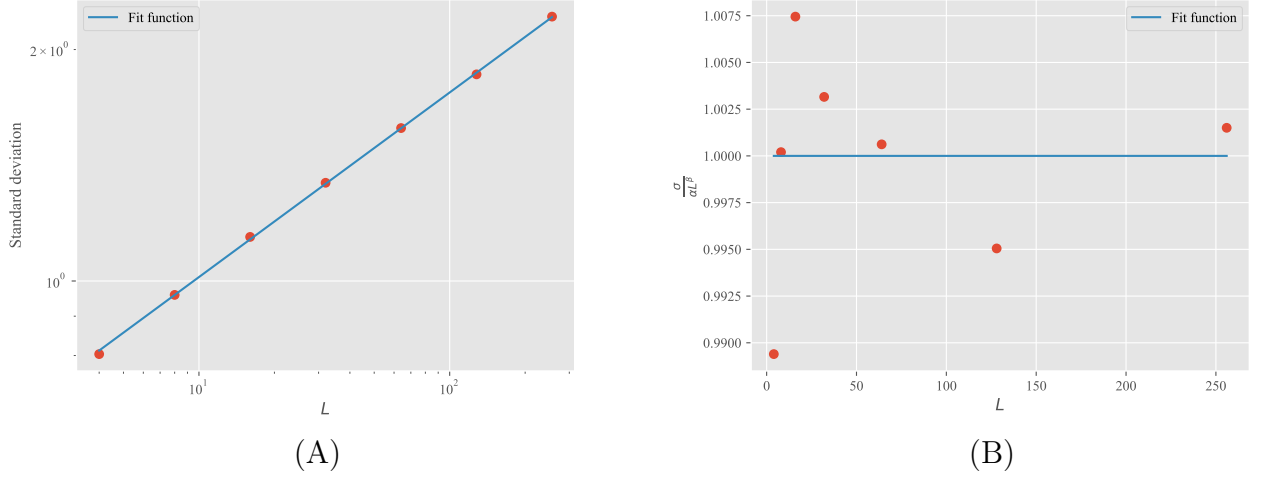 Fit function
2 × 10⁰
10⁰
Standard deviation
10¹
10²
L
(A)
Fit function
1.0075
1.0050
1.0025
1.0000
0.9975
0.9950
0.9925
0.9900
σ
αLᵝ
0
50
100
150
200
250
L
(B)